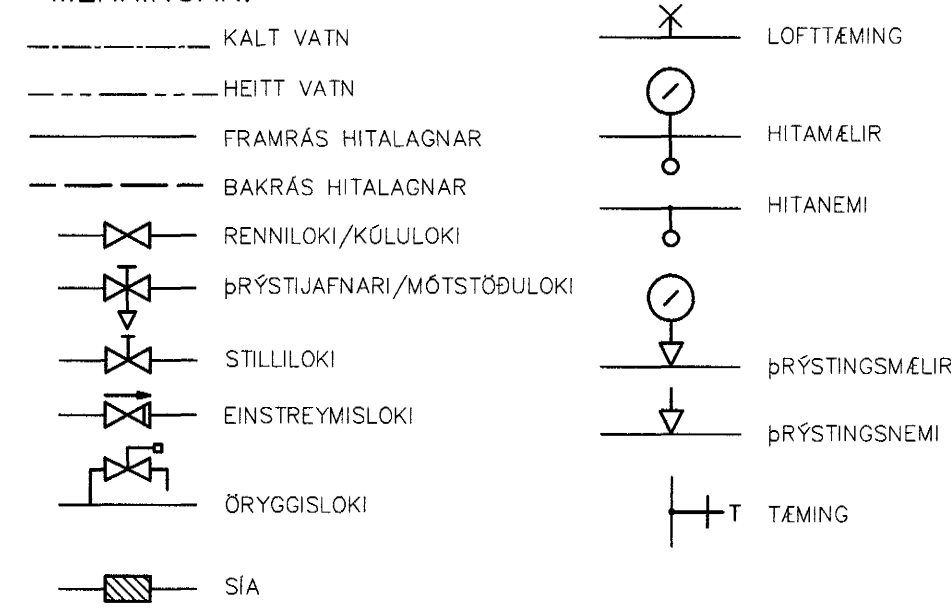 KALT VATN
HEITT VATN
FRAMRÁS HITALAGNAR
BAKRÁS HITALAGNAR
RENNILOKI/KÚLULOKI
ÞRÝSTIJAFNARI/MÓTSTÖÐULOKI
STILLILOKI
EINSTREYMISLOKI
ÖRYGGISLOKI
SÍA
LOFTTÆMING
HITAMÆLIR
HITANEMI
ÞRÝSTINGSMÆLIR
ÞRÝSTINGSNEMI
T TÆMING